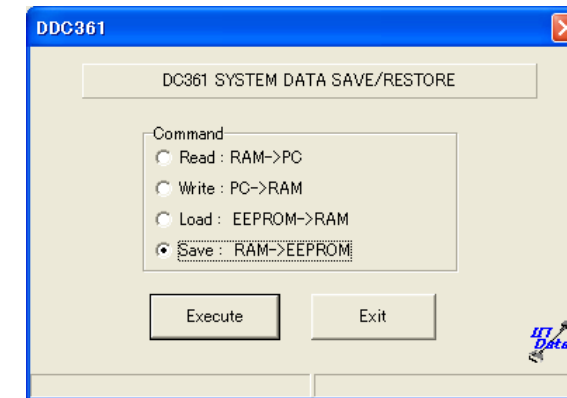 DDC361
DC361 SYSTEM DATA SAVE/RESTORE
Command
Read : RAM->PC
Write : PC->RAM
Load : EEPROM->RAM
Save : RAM->EEPROM
Execute Exit
Data